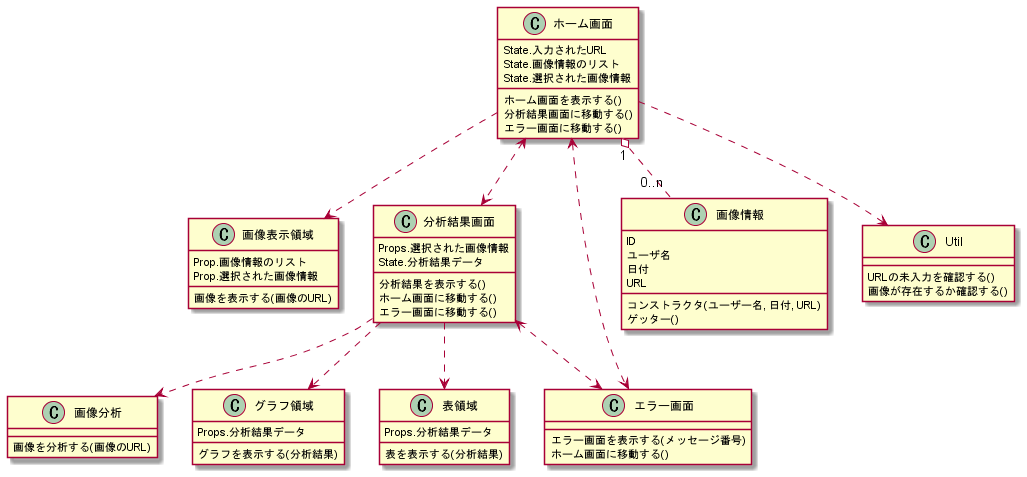 C ホーム画面
State.入力されたURL
State.画像情報のリスト
State.選択された画像情報
ホーム画面を表示する()
分析結果画面に移動する()
エラー画面に移動する()
1
0..n
C 画像表示領域
Prop.画像情報のリスト
Prop.選択された画像情報
画像を表示する(画像のURL)
C 分析結果画面
Props.選択された画像情報
State.分析結果データ
分析結果を表示する()
ホーム画面に移動する()
エラー画面に移動する()
C 画像情報
ID
ユーザ名
日付
URL
コンストラクタ(ユーザー名, 日付, URL)
ゲッター()
C Util
URLの未入力を確認する()
画像が存在するか確認する()
C 画像分析
画像を分析する(画像のURL)
C グラフ領域
Props.分析結果データ
グラフを表示する(分析結果)
C 表領域
Props.分析結果データ
表を表示する(分析結果)
C エラー画面
エラー画面を表示する(メッセージ番号)
ホーム画面に移動する()